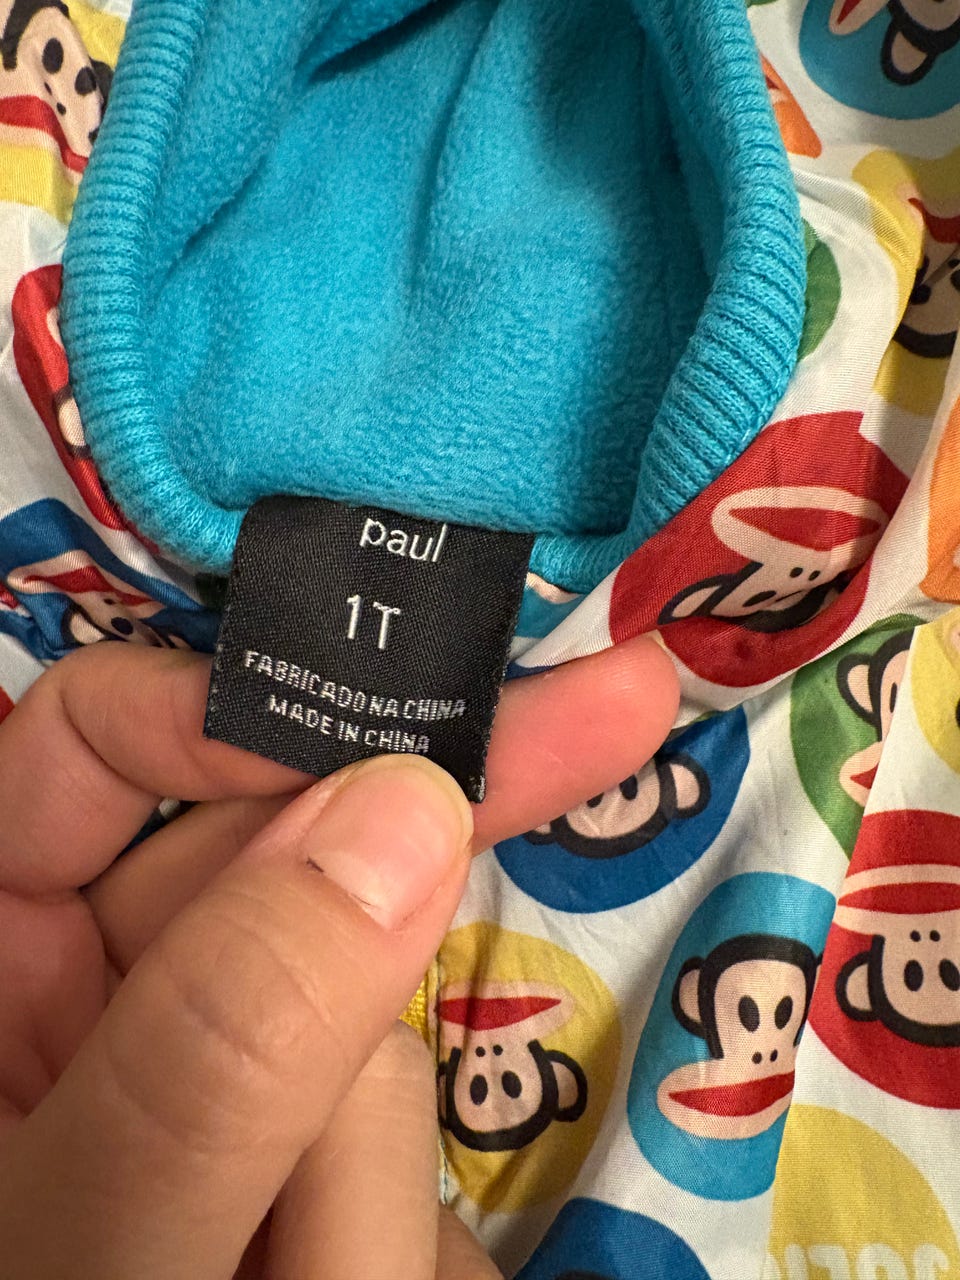 paul
1T
FABRICADO NA CHINA
MADE IN CHINA